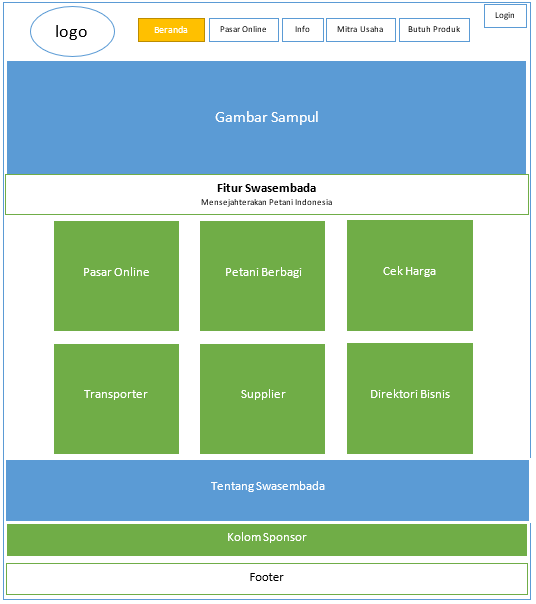 Login
logo
Beranda
Pasar Online
Info
Mitra Usaha
Butuh Produk
Gambar Sampul
Fitur Swasembada
Mensejahterakan Petani Indonesia
Pasar Online
Petani Berbagi
Cek Harga
Transporter
Supplier
Direktori Bisnis
Tentang Swasembada
Kolom Sponsor
Footer